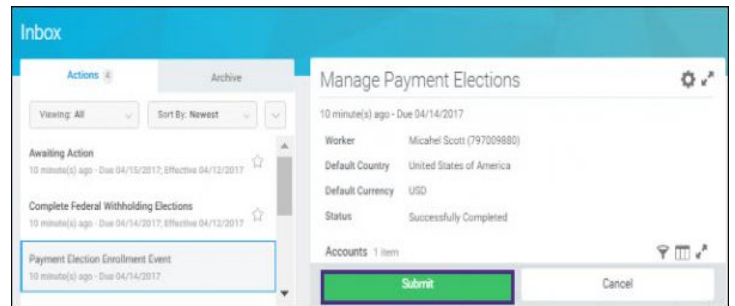 Inbox
Actions 4
Archive
Viewing: All
Sort By: Newest
Awaiting Action
10 minute(s) ago - Due 04/15/2017; Effective 04/12/2017
Complete Federal Withholding Elections
10 minute(s) ago - Due 04/14/2017; Effective 04/12/2017
Payment Election Enrollment Event
10 minute(s) ago - Due 04/14/2017
Manage Payment Elections
10 minute(s) ago - Due 04/14/2017
Worker Micahel Scott (797009880)
Default Country United States of America
Default Currency USD
Status Successfully Completed
Accounts 1 item
Submit
Cancel